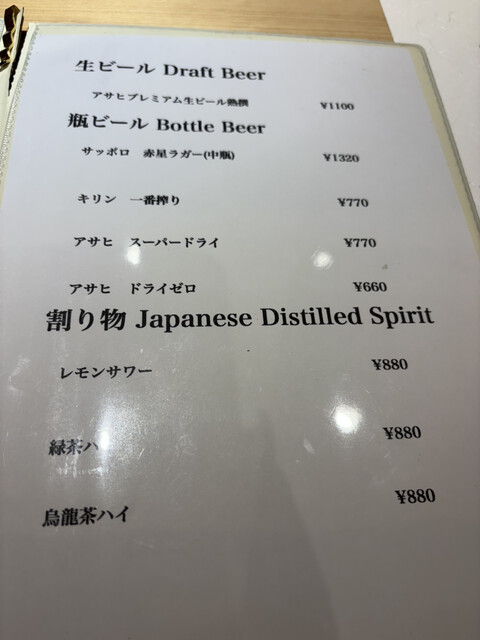 生ビール Draft Beer
アサヒプレミアム生ビール熟撰 ¥1100
瓶ビール Bottle Beer
サッポロ 赤星ラガー(中瓶) ¥1320
キリン 一番搾り ¥770
アサヒ スーパードライ ¥770
アサヒ ドライゼロ ¥660
割り物 Japanese Distilled Spirit
レモンサワー ¥880
緑茶ハ ¥880
烏龍茶ハイ ¥880